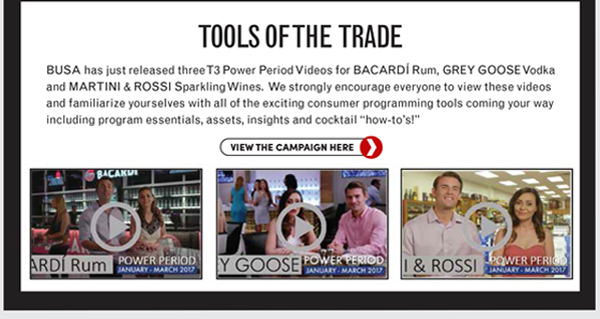 TOOLS OF THE TRADE
BUSA has just released three T3 Power Period Videos for BACARDÍ Rum, GREY GOOSE Vodka
and MARTINI & ROSSI Sparkling Wines. We strongly encourage everyone to view these videos
and familiarize yourselves with all of the exciting consumer programming tools coming your way
including program essentials, assets, insights and cocktail “how-to's!”
VIEW THE CAMPAIGN HERE
BACARDÍ
ARDÍ Rum
POWER PERIOD
JANUARY - MARCH 2017
Y GOOSE
POWER PERIOD
JANUARY - MARCH 2017
I & ROSSI
POWER PERIOD
JANUARY - MARCH 2017